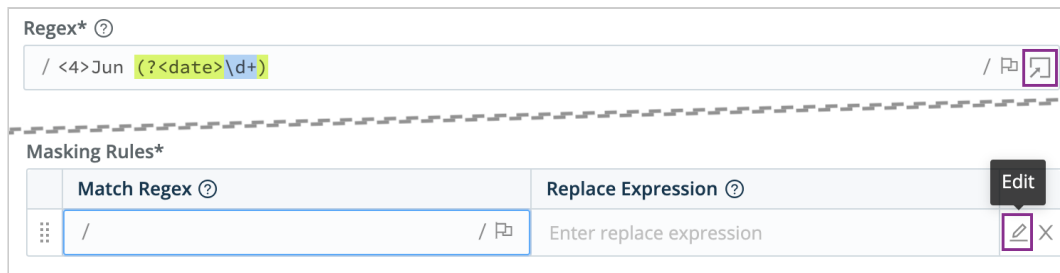 Regex*
/ <4>Jun (?<date>\d+) /
Masking Rules*
Match Regex Replace Expression Edit
/ / Enter replace expression